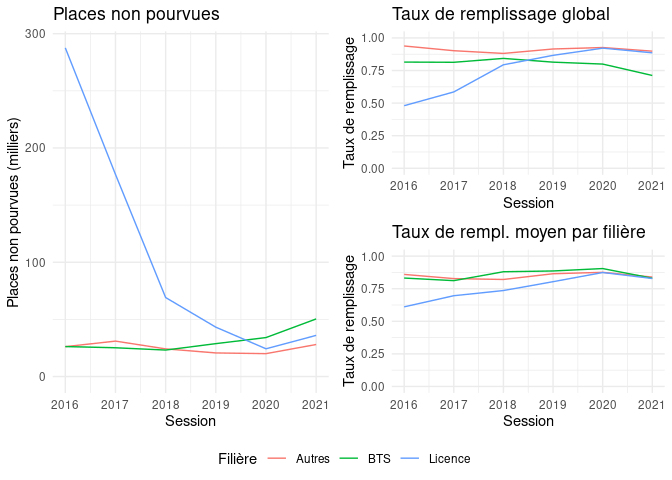 Places non pourvues
Places non pourvues (milliers)
300
200
100
0
2016 2017 2018 2019 2020 2021
Session
Taux de remplissage global
Taux de remplissage
1.00
0.75
0.50
0.25
0.00
2016 2017 2018 2019 2020 2021
Session
Taux de rempl. moyen par filière
Taux de remplissage
1.00
0.75
0.50
0.25
0.00
2016 2017 2018 2019 2020 2021
Session
Filière Autres BTS Licence